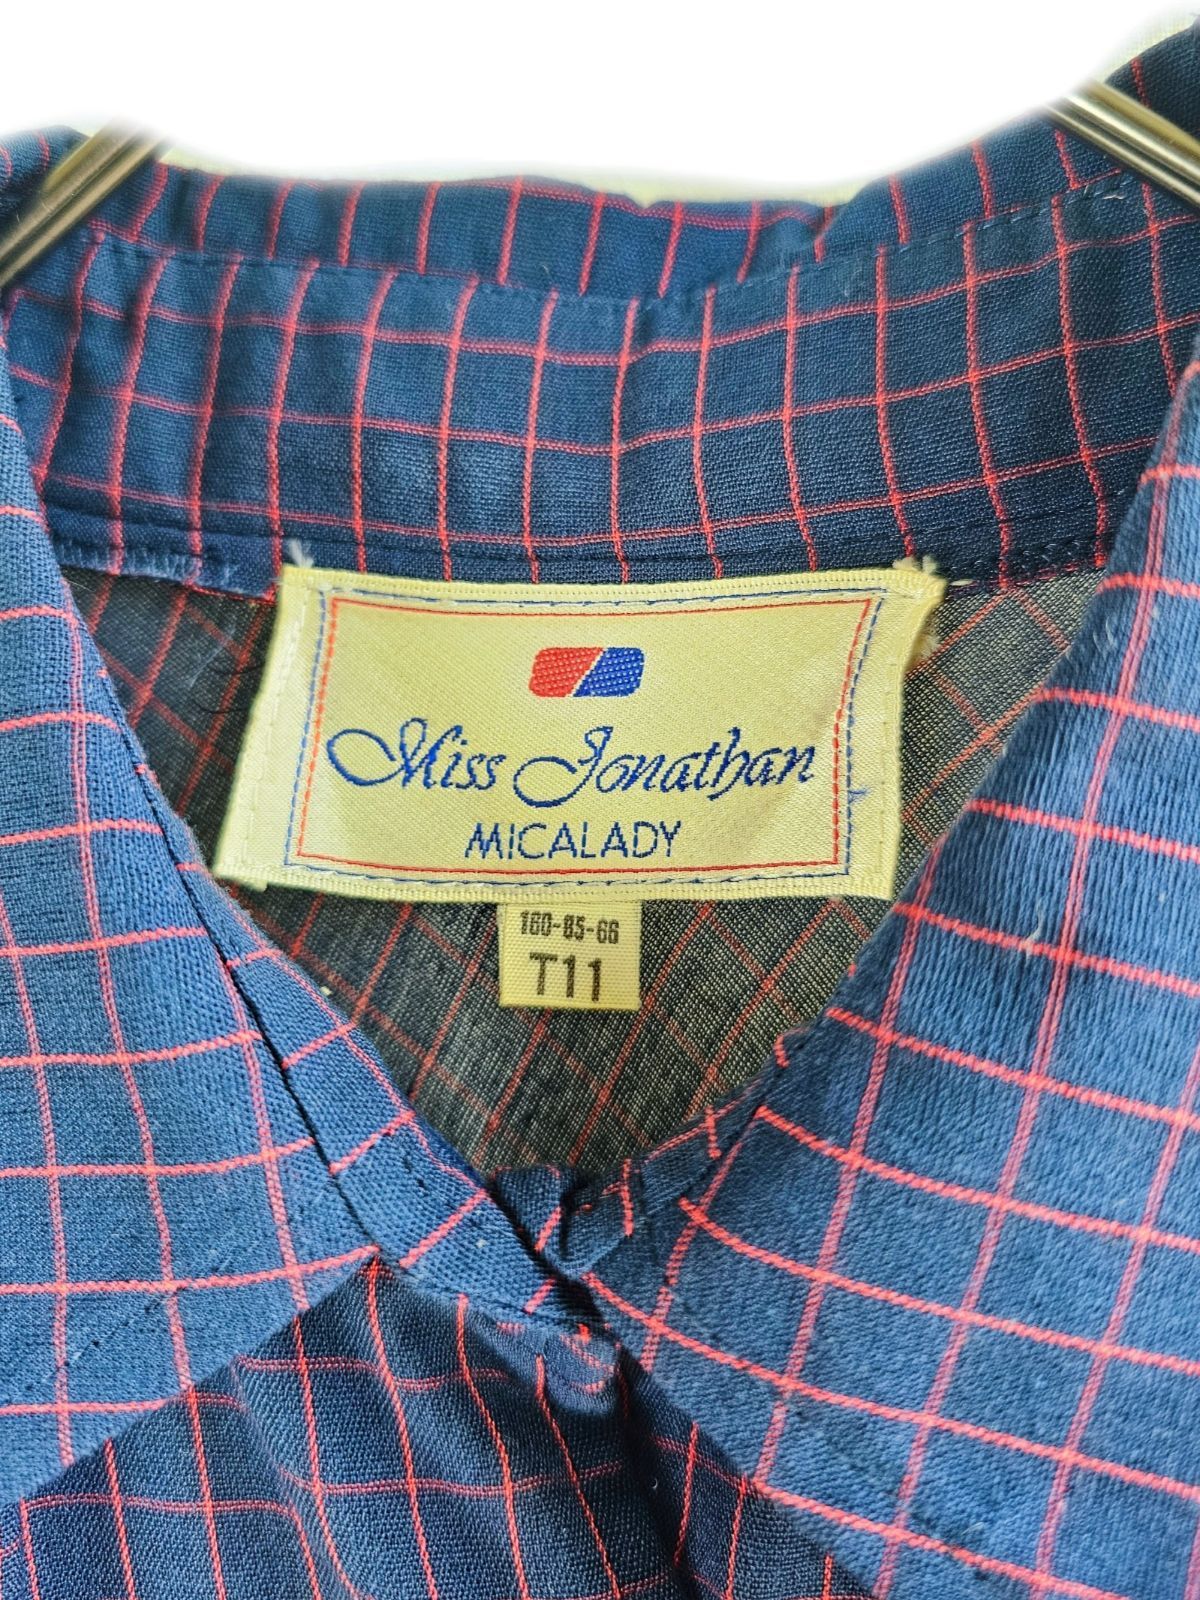 Miss Jonathan
MICALADY
160-85-66
T11